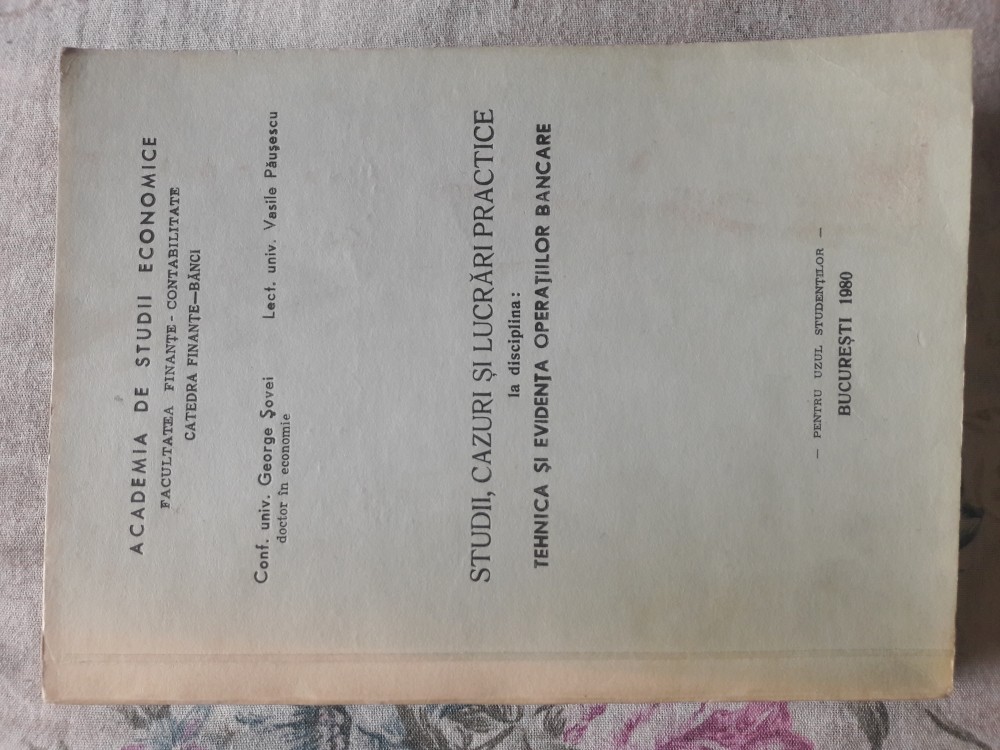 ACADEMIA DE STUDII ECONOMICE
FACULTATEA FINANȚE - CONTABILITATE
CATEDRA FINANȚE—BĂNCI
Conf. univ. George Șovei Lect. univ. Vasile Păușescu
doctor în economie
STUDII, CAZURI ȘI LUCRĂRI PRACTICE
la disciplina:
TEHNICA ȘI EVIDENȚA OPERAȚIILOR BANCARE
— PENTRU UZUL STUDENȚILOR —
BUCUREȘTI 1980